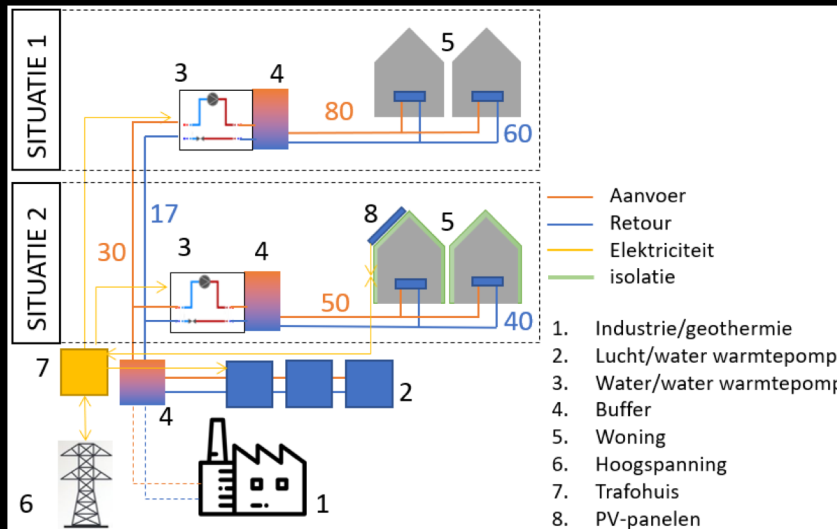 SITUATIE 1
3
4
5
80
60
SITUATIE 2
17
30
3
4
8
5
50
40
7
4
2
6
1
Aanvoer
Retour
Elektriciteit
isolatie
1. Industrie/geothermie
2. Lucht/water warmtepomp
3. Water/water warmtepomp
4. Buffer
5. Woning
6. Hoogspanning
7. Trafohuis
8. PV-panelen